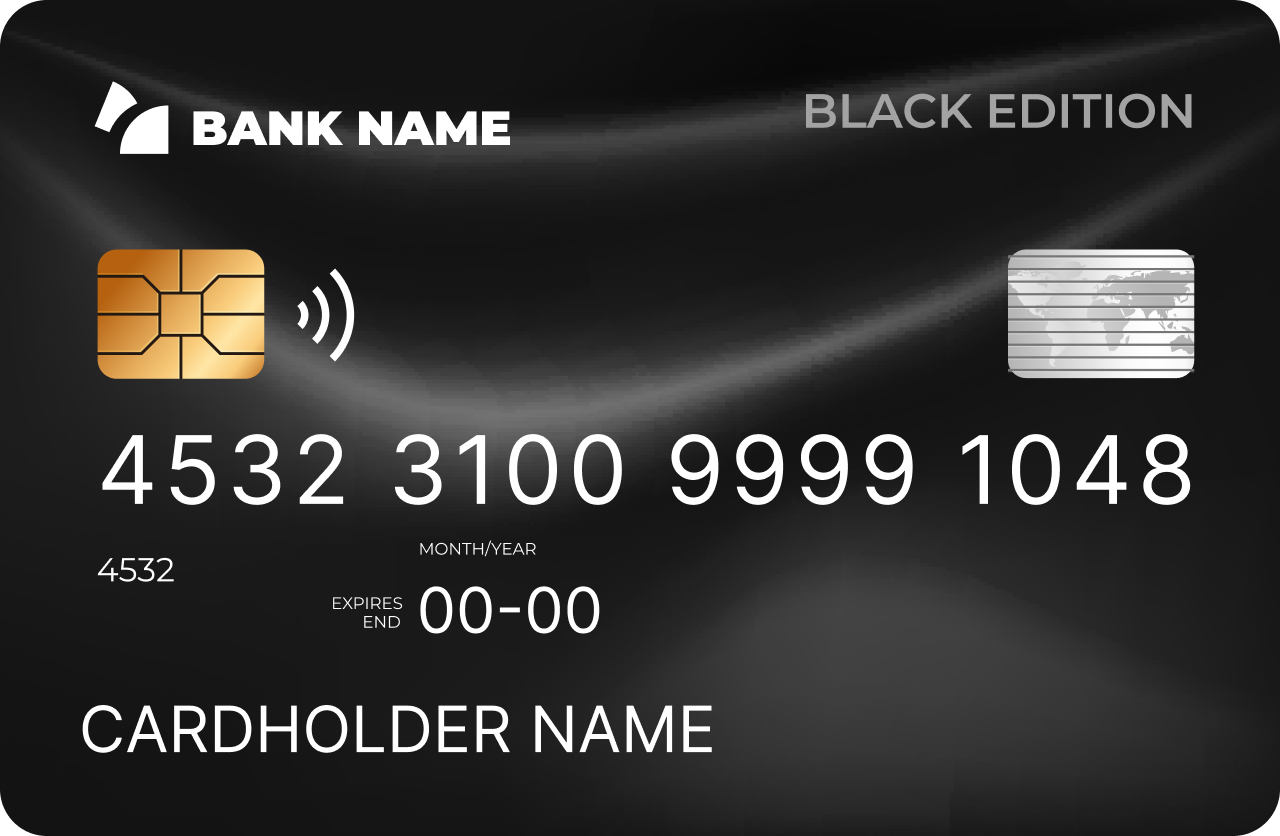 BANK NAME
BLACK EDITION
4532 3100 9999 1048
4532
MONTH/YEAR
EXPIRES
END
00-00
CARDHOLDER NAME